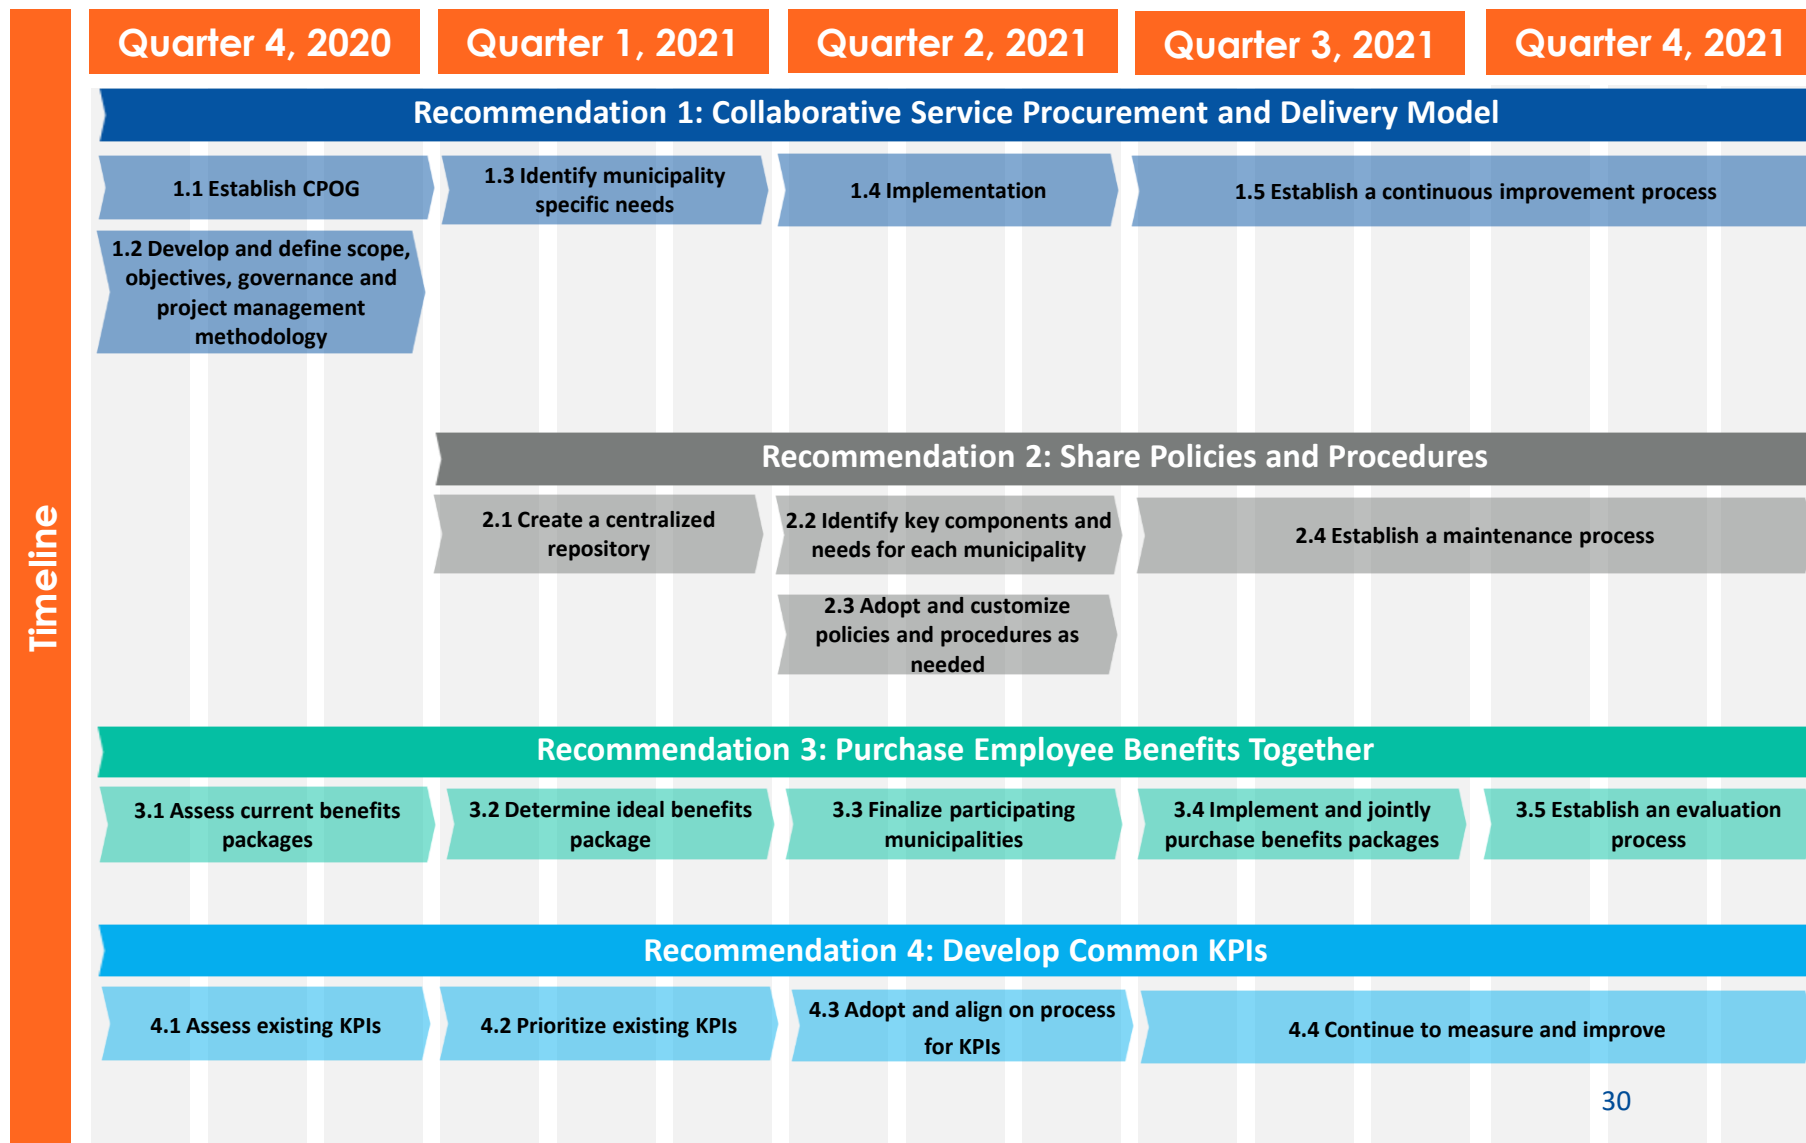 Timeline
Quarter 4, 2020
Quarter 1, 2021
Quarter 2, 2021
Quarter 3, 2021
Quarter 4, 2021
Recommendation 1: Collaborative Service Procurement and Delivery Model
1.1 Establish CPOG
1.3 Identify municipality
specific needs
1.4 Implementation
1.5 Establish a continuous improvement process
1.2 Develop and define scope,
objectives, governance and
project management
methodology
Recommendation 2: Share Policies and Procedures
2.1 Create a centralized
repository
2.2 Identify key components and
needs for each municipality
2.4 Establish a maintenance process
2.3 Adopt and customize
policies and procedures as
needed
Recommendation 3: Purchase Employee Benefits Together
3.1 Assess current benefits
packages
3.2 Determine ideal benefits
package
3.3 Finalize participating
municipalities
3.4 Implement and jointly
purchase benefits packages
3.5 Establish an evaluation
process
Recommendation 4: Develop Common KPIs
4.1 Assess existing KPIs
4.2 Prioritize existing KPIs
4.3 Adopt and align on process
for KPIs
4.4 Continue to measure and improve
30